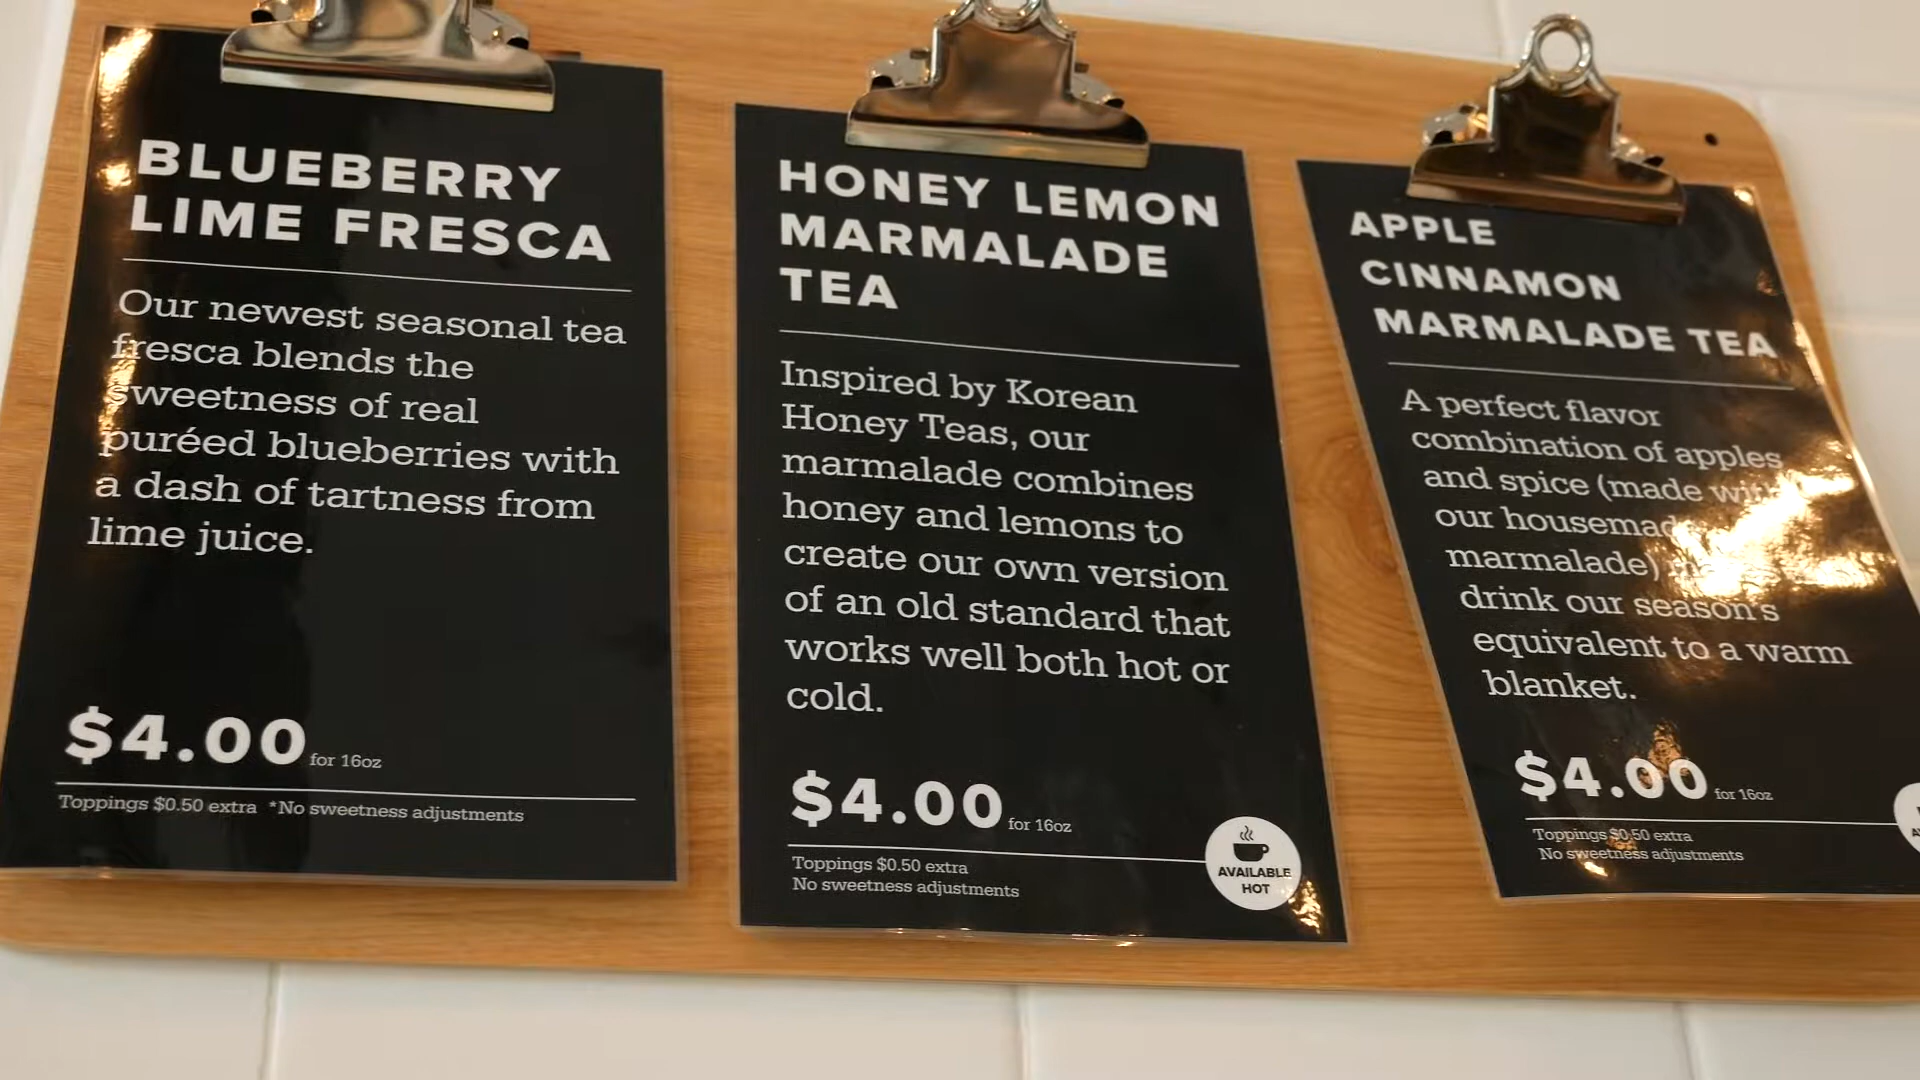 BLUEBERRY
LIME FRESCA
Our newest seasonal tea
fresca blends the
sweetness of real
puréed blueberries with
a dash of tartness from
lime juice.
$4.00 for 16oz
Toppings $0.50 extra *No sweetness adjustments
HONEY LEMON
MARMALADE
TEA
Inspired by Korean
Honey Teas, our
marmalade combines
honey and lemons to
create our own version
of an old standard that
works well both hot or
cold.
$4.00 for 16oz
Toppings $0.50 extra
No sweetness adjustments
AVAILABLE
HOT
APPLE
CINNAMON
MARMALADE TEA
A perfect flavor
combination of apples
and spice (made with
our housemade
marmalade)
drink our season's
equivalent to a warm
blanket.
$4.00 for 16oz
Toppings $0.50 extra
No sweetness adjustments